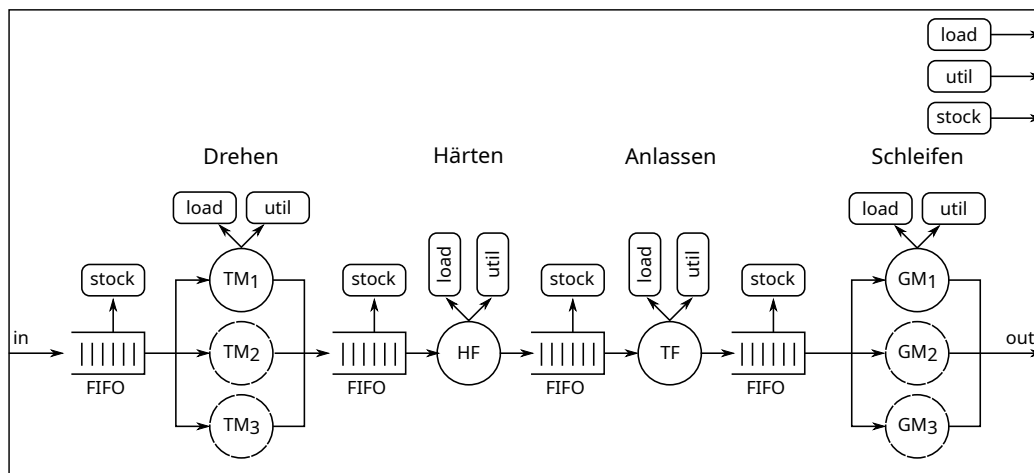 load
util
stock
Drehen
Härten
Anlassen
Schleifen
load
util
load
util
load
util
load
util
stock
TM1
stock
stock
stock
GM1
in
TM2
HF
TF
GM2
out
FIFO
FIFO
FIFO
FIFO
TM3
GM3